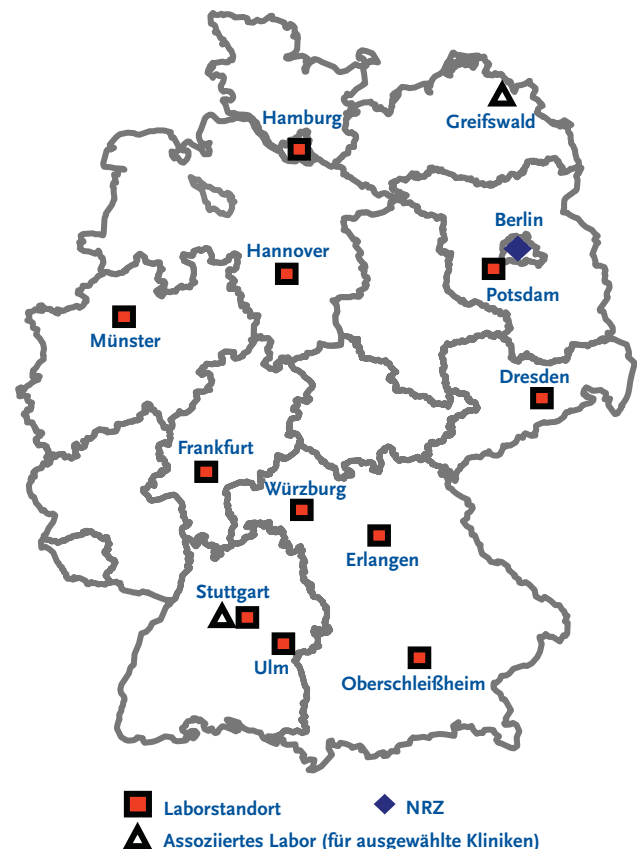 Hamburg
Greifswald
Berlin
Hannover
Potsdam
Münster
Dresden
Frankfurt
Würzburg
Erlangen
Stuttgart
Ulm
Oberschleißheim
Laborstandort
NRZ
Assoziiertes Labor (für ausgewählte Kliniken)